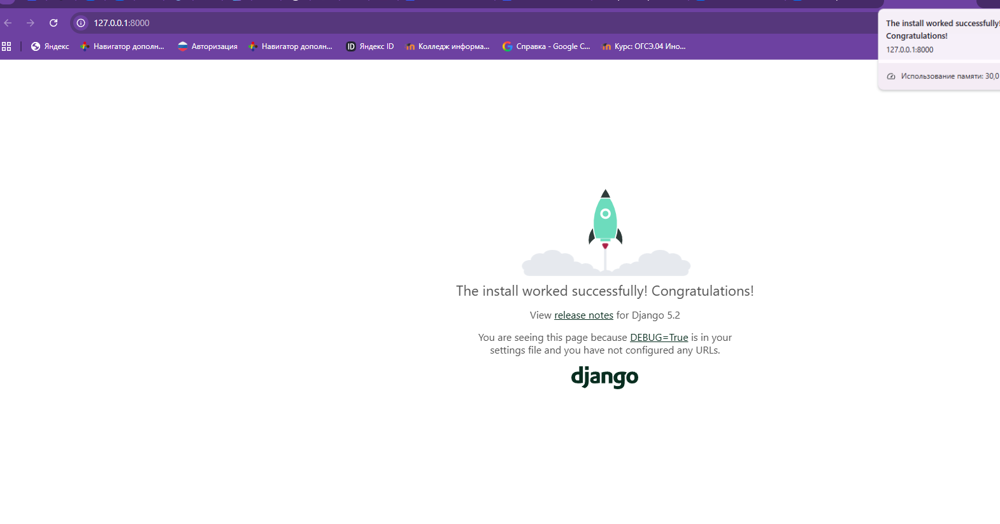 127.0.0.1:8000
The install worked successfully!
Congratulations!
127.0.0.1:8000
Использование памяти: 30,0
Яндекс
Навигатор дополн...
Авторизация
Навигатор дополн...
ID Яндекс ID
Колледж информа...
Справка - Google C...
Курс: ОГСЭ.04 Ино...
The install worked successfully! Congratulations!
View release notes for Django 5.2
You are seeing this page because DEBUG=True is in your
settings file and you have not configured any URLs.
django